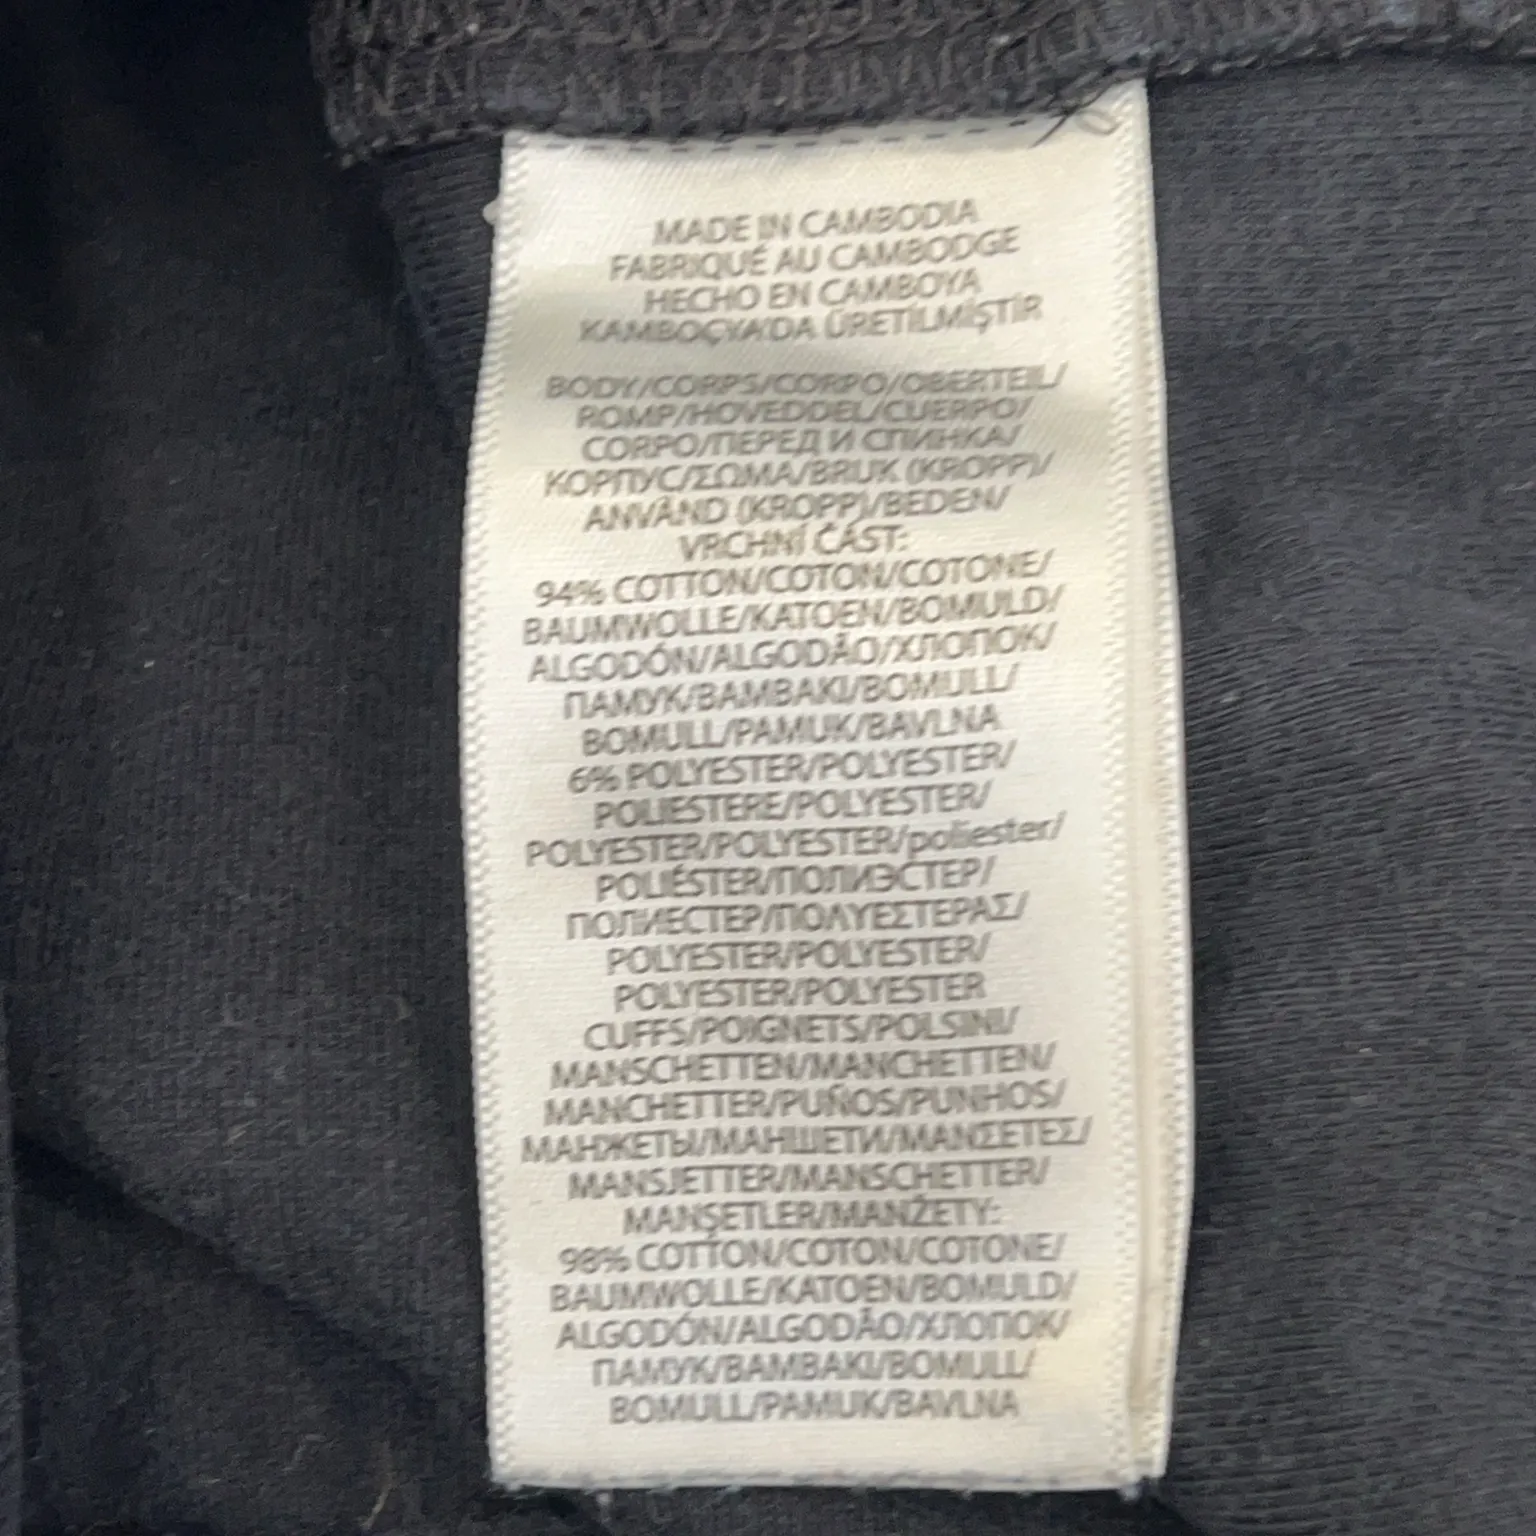 MADE IN CAMBODIA
FABRIQUÉ AU CAMBODGE
HECHO EN CAMBOYA
KAMBOÇYA'DA ÜRETİLMİŞTİR
BODY/CORPS/CORPO/OBERTEIL/
ROMP/HOVEDDEL/CUERPO/
CORPO/ПЕРЕД И СПИНКА/
КОРПУС/ΣΩΜΑ/BRUK (KROPP)/
ANVÄND (KROPP)/BEDEN/
VRCHNÍ ČÁST:
94% COTTON/COTON/COTONE/
BAUMWOLLE/KATOEN/BOMULD/
ALGODÓN/ALGODÃO/ХЛОПОК/
ПАМУК/BAMBAKI/BOMULL/
BOMULL/PAMUK/BAVLNA
6% POLYESTER/POLYESTER/
POLIESTERE/POLYESTER/
POLYESTER/POLYESTER/poliester/
POLIÉSTER/ПОЛИЭСТЕР/
ПОЛИЕСТЕР/ΠΟΛΥΕΣΤΕΡΑΣ/
POLYESTER/POLYESTER/
POLYESTER/POLYESTER
CUFFS/POIGNETS/POLSINI/
MANSCHETTEN/MANCHETTEN/
MANCHETTER/PUÑOS/PUNHOS/
МАНЖЕТЫ/МАНШЕТИ/ΜΑΝΣΕΤΕΣ/
MANSJETTER/MANSCHETTER/
MANŞETLER/MANŽETY:
98% COTTON/COTON/COTONE/
BAUMWOLLE/KATOEN/BOMULD/
ALGODÓN/ALGODÃO/ХЛОПОК/
ПАМУК/BAMBAKI/BOMULL/
BOMULL/PAMUK/BAVLNA